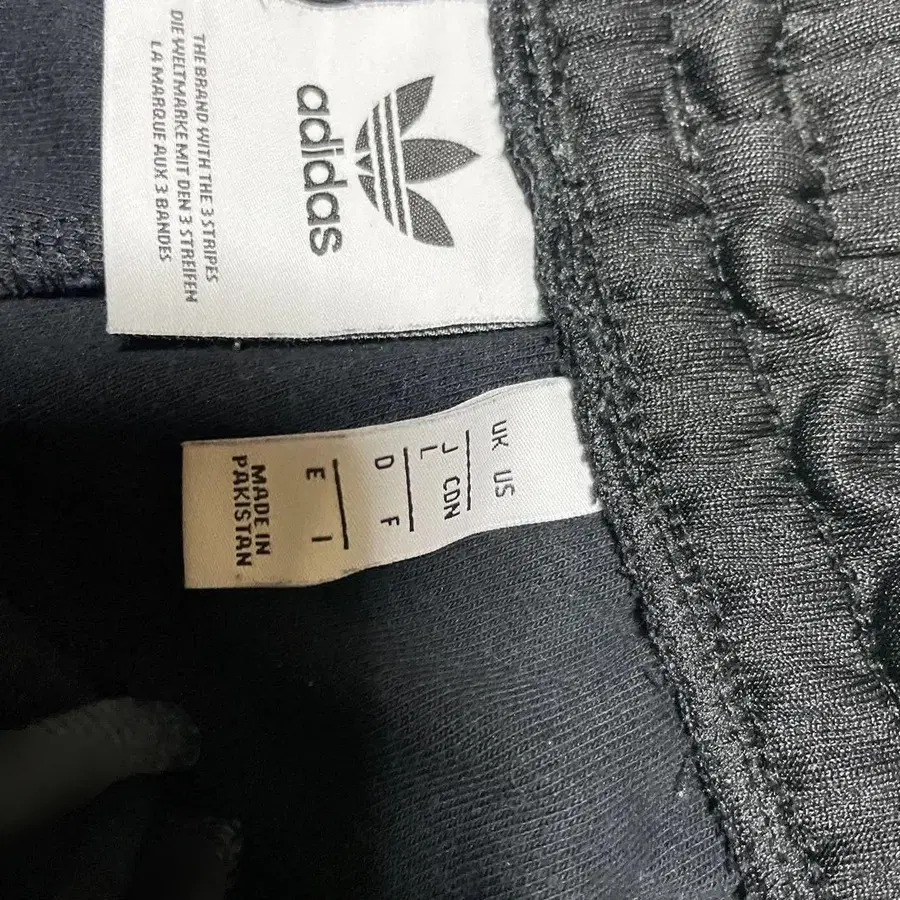 adidas
THE BRAND WITH THE 3 STRIPES
DIE WELTMARKE MIT DEN 3 STREIFEN
LA MARQUE AUX 3 BANDES
UK US
J CDN
L
D F
E I
MADE IN
PAKISTAN